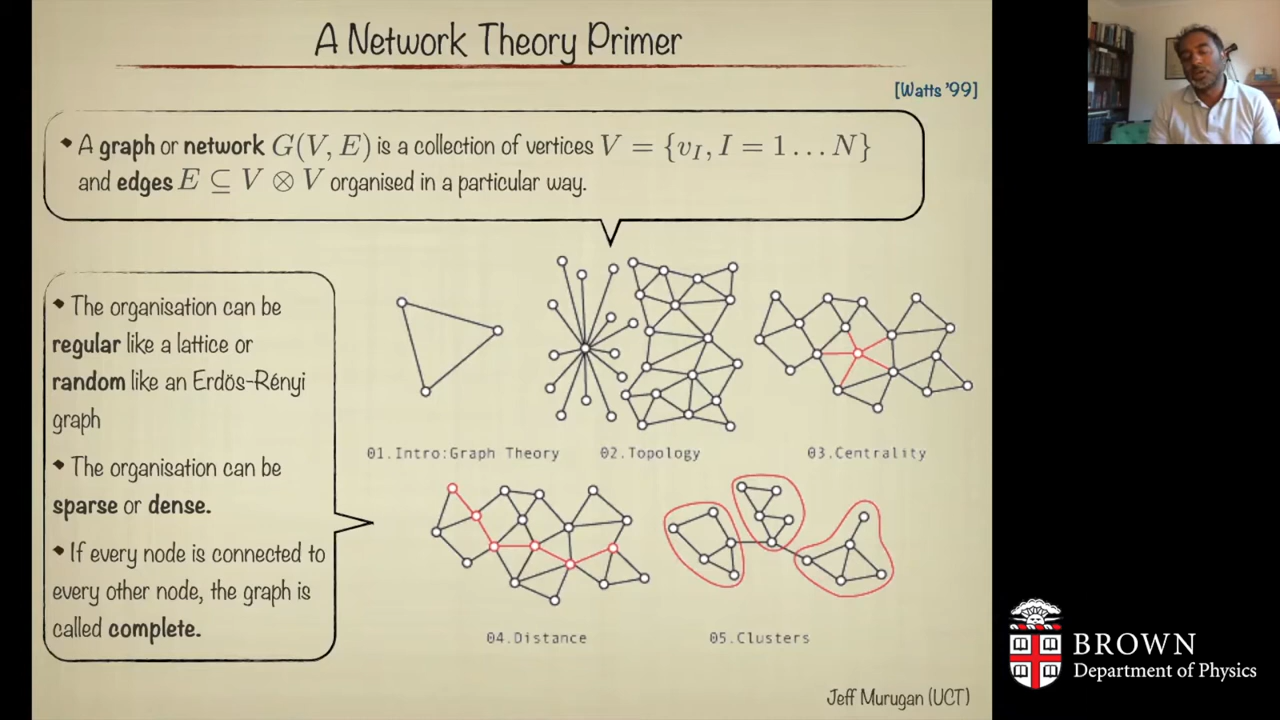 A Network Theory Primer
[Watts '99]
• A graph or network G(V, E) is a collection of vertices V = {v_I, I = 1 … N}
and edges E ⊆ V ⊗ V organised in a particular way.
• The organisation can be
regular like a lattice or
random like an Erdös-Rényi
graph
• The organisation can be
sparse or dense.
• If every node is connected to
every other node, the graph is
called complete.
01.Intro:Graph Theory
02.Topology
03.Centrality
04.Distance
05.Clusters
Jeff Murugan (UCT)
BROWN
Department of Physics